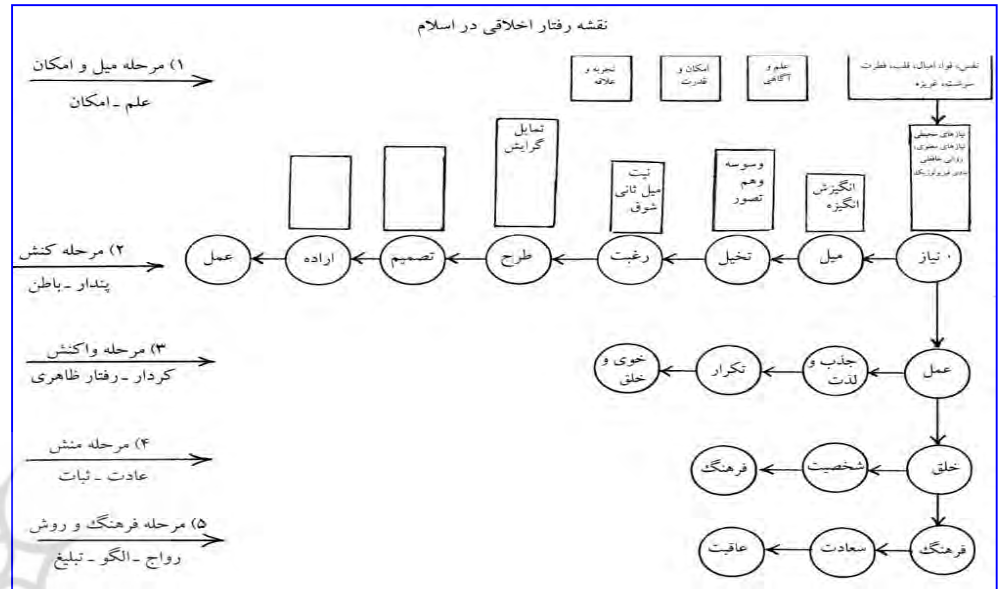 نقشه رفتار اخلاقی در اسلام
۱) مرحله میل و امکان
علم ـ امکان
نفس، قوا، امیال، قلب، فطرت
سرشت، غریزه
علم و
آگاهی
امکان و
قدرت
تجربه و
علاقه
نیازهای محیطی
نیازهای معنوی،
روانی
بدنی فیزیولوژیک
انگیزش
انگیزه
وسوسه
وهم
تصور
نیت
میل ثانی
شوق
تمایل
گرایش
۲) مرحله کنش
پندار ـ باطن
نیاز
میل
تخیل
رغبت
طرح
تصمیم
اراده
عمل
۳) مرحله واکنش
کردار ـ رفتار ظاهری
عمل
جذب و
لذت
تکرار
خوی و
خلق
۴) مرحله منش
عادت ـ ثبات
خلق
شخصیت
فرهنگ
۵) مرحله فرهنگ و روش
رواج ـ الگو ـ تبلیغ
فرهنگ
سعادت
عاقبت